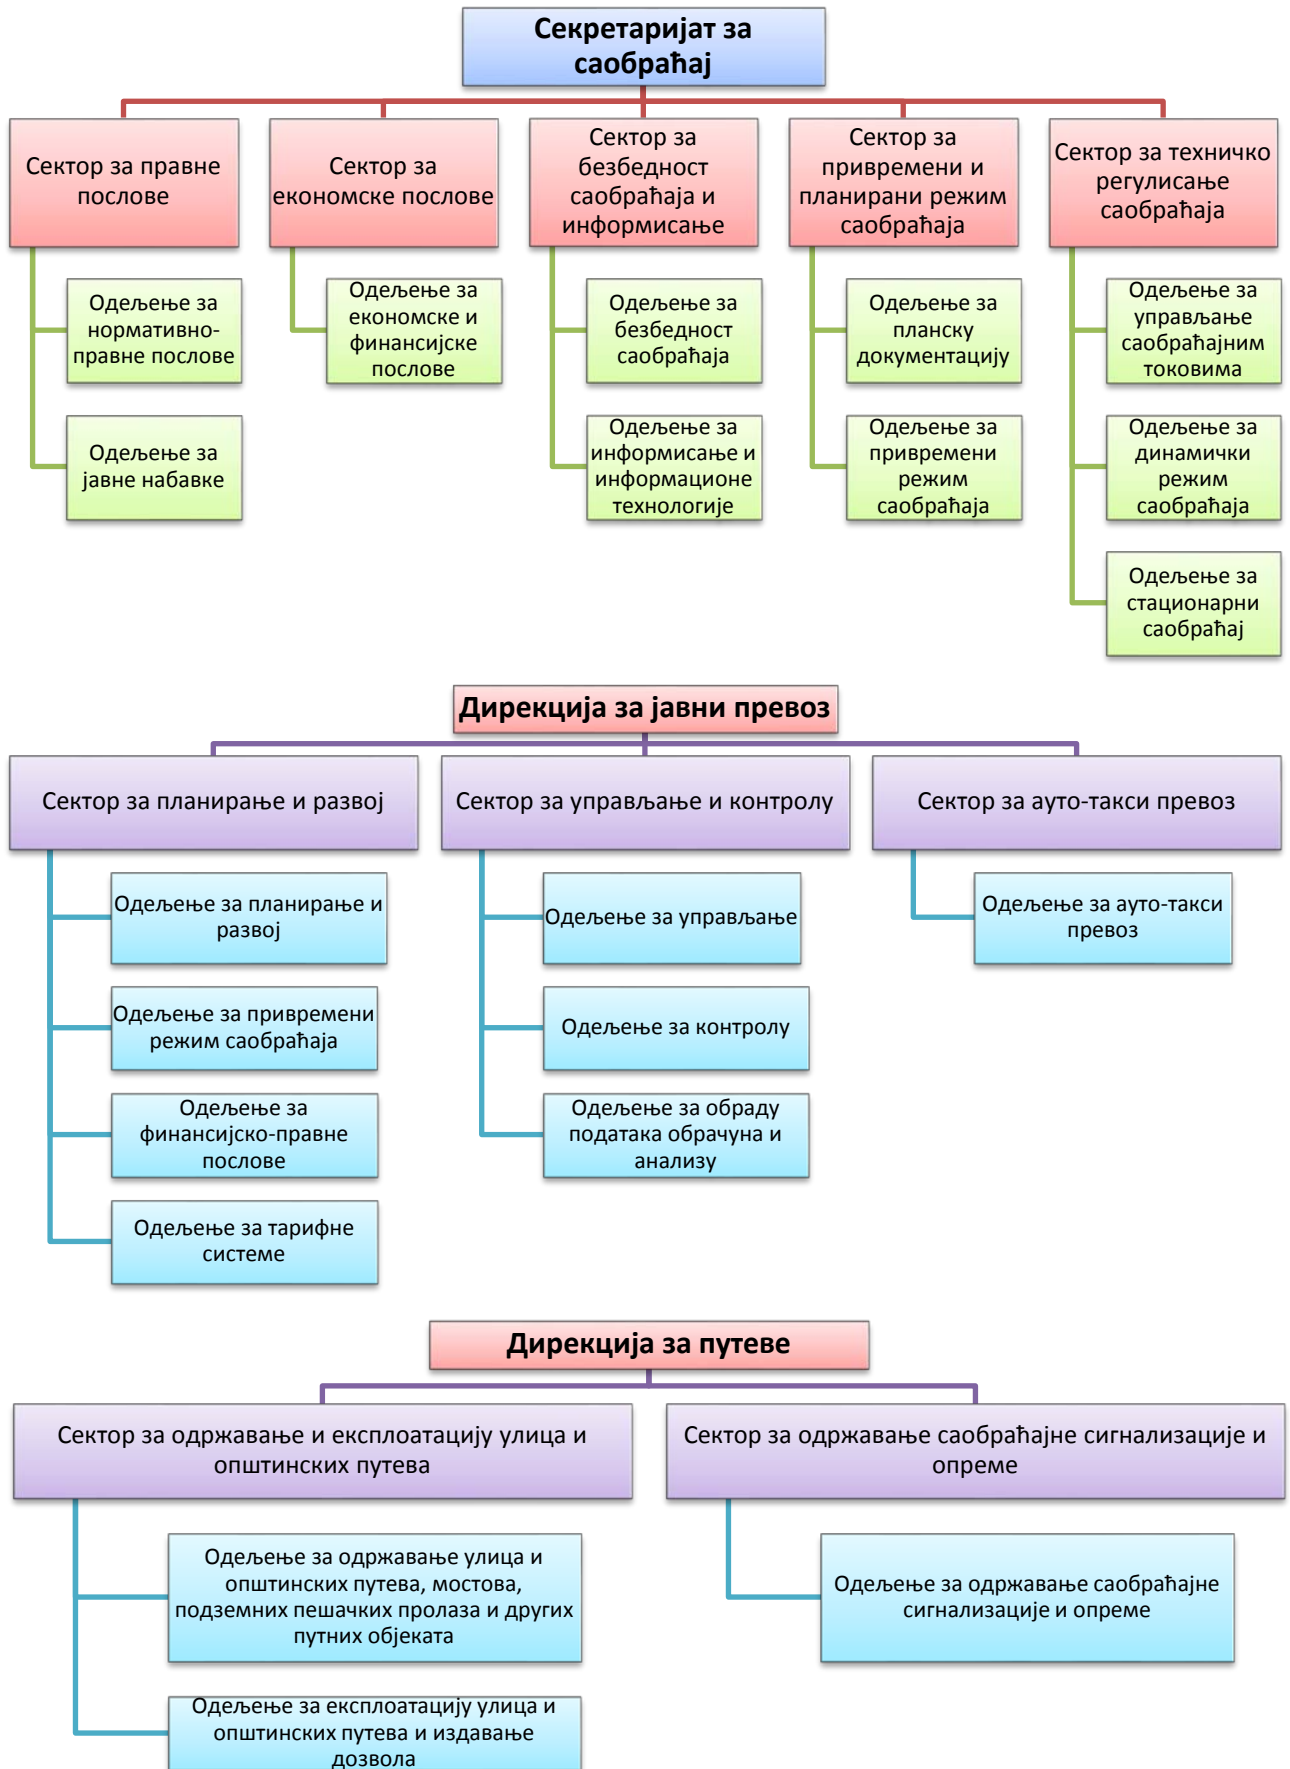 Секретаријат за
саобраћај
Сектор за правне
послове
Сектор за
економске послове
Сектор за
безбедност
саобраћаја и
информисање
Сектор за
привремени и
планирани режим
саобраћаја
Сектор за техничко
регулисање
саобраћаја
Одељење за
нормативно-
правне послове
Одељење за
економске и
финансијске
послове
Одељење за
безбедност
саобраћаја
Одељење за
планску
документацију
Одељење за
управљање
саобраћајним
токовима
Одељење за
јавне набавке
Одељење за
информисање и
информационе
технологије
Одељење за
привремени
режим
саобраћаја
Одељење за
динамички
режим
саобраћаја
Одељење за
стационарни
саобраћај
Дирекција за јавни превоз
Сектор за планирање и развој
Сектор за управљање и контролу
Сектор за ауто-такси превоз
Одељење за планирање и
развој
Одељење за управљање
Одељење за ауто-такси
превоз
Одељење за привремени
режим саобраћаја
Одељење за контролу
Одељење за
финансијско-правне
послове
Одељење за обраду
података обрачуна и
анализу
Одељење за тарифне
системе
Дирекција за путеве
Сектор за одржавање и експлоатацију улица и
општинских путева
Сектор за одржавање саобраћајне сигнализације и
опреме
Одељење за одржавање улица и
општинских путева, мостова,
подземних пешачких пролаза и других
путних објеката
Одељење за одржавање саобраћајне
сигнализације и опреме
Одељење за експлоатацију улица и
општинских путева и издавање
дозвола